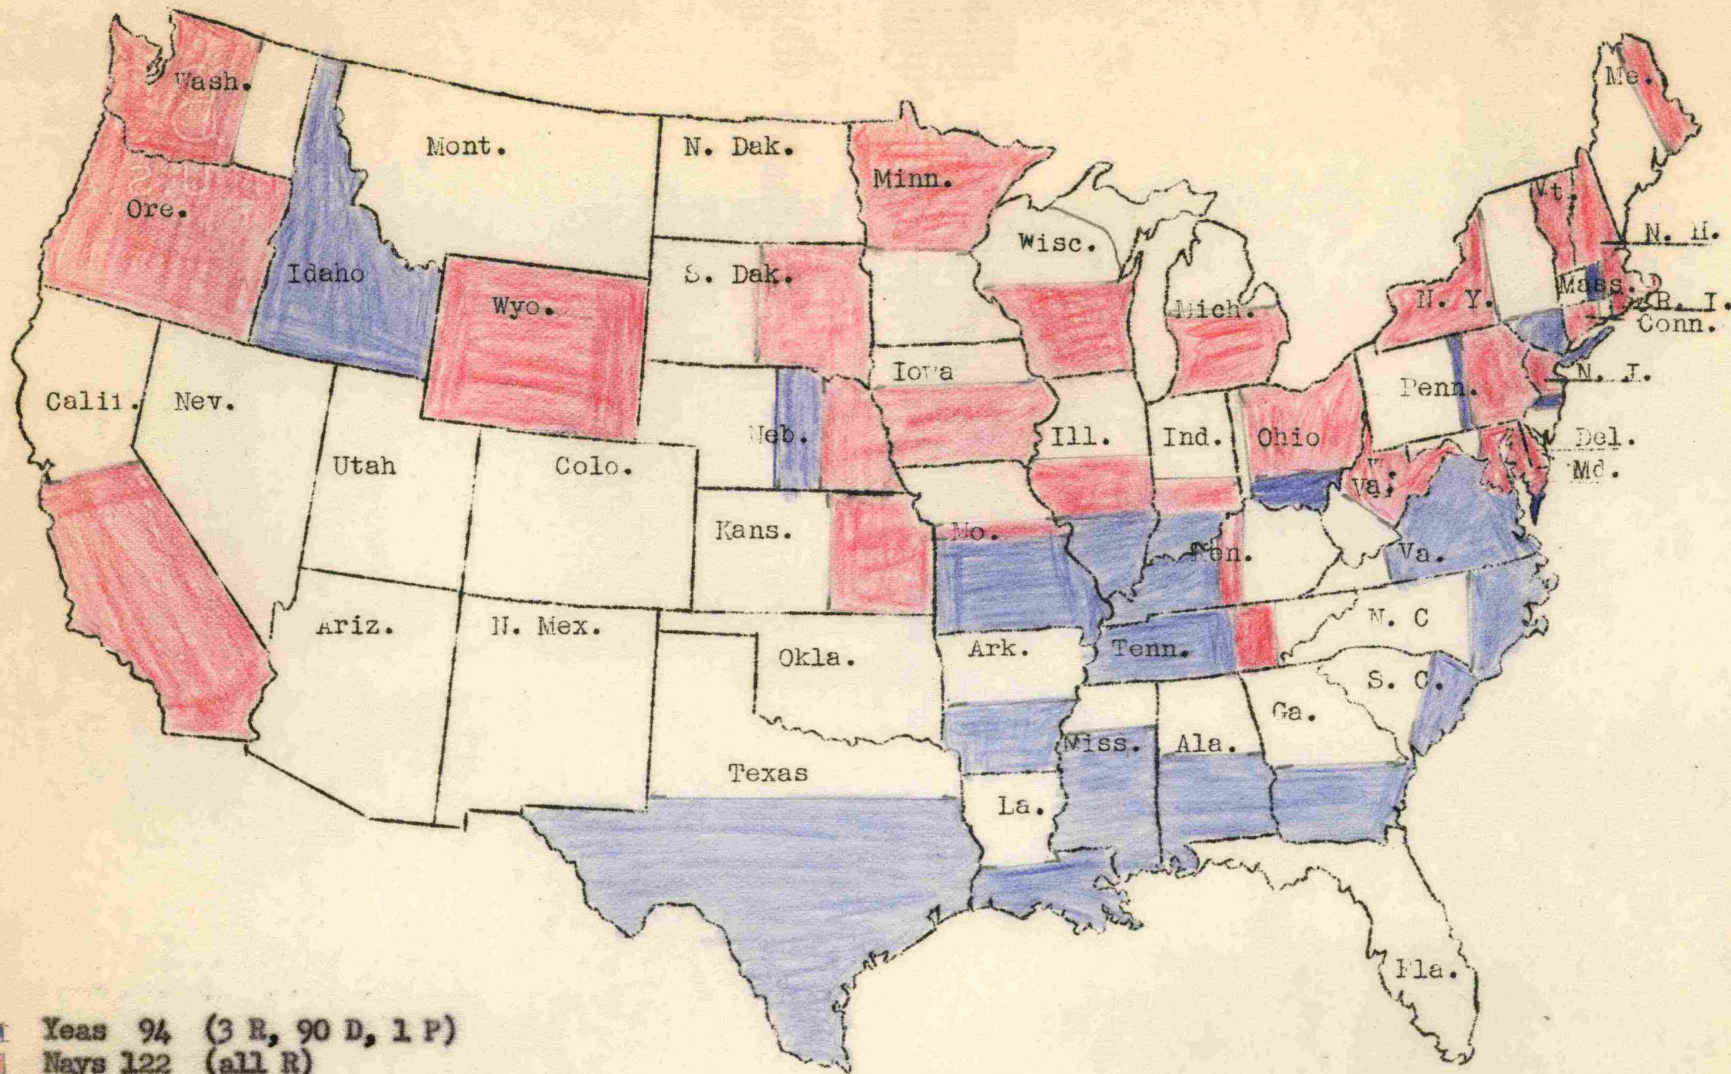 Wash.
Me.
Mont.
N. Dak.
Minn.
Vt.
Ore.
Wisc.
N. H.
Idaho
S. Dak.
Mass.
Wyo.
Mich.
N. Y.
R. I.
Conn.
Iowa
Penn.
N. J.
Calif.
Nev.
Neb.
Ill.
Ind.
Ohio
Del.
Utah
Colo.
W.
Va.
Md.
Kans.
Mo.
Ken.
Va.
Ariz.
N. Mex.
N. C
Okla.
Ark.
Tenn.
S. C.
Ga.
Miss.
Ala.
Texas
La.
Fla.
Yeas 94 (3 R, 90 D, 1 P)
Nays 122 (all R)